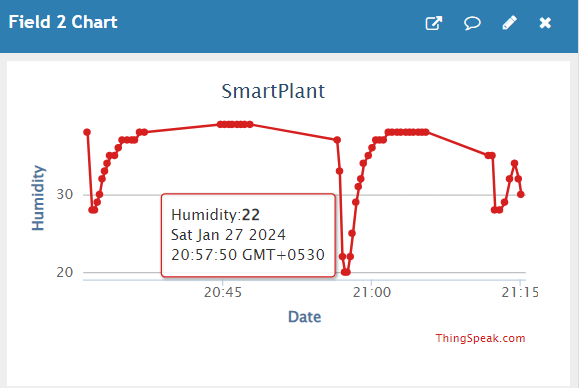 Field 2 Chart
SmartPlant
Humidity
30
20
Humidity:22
Sat Jan 27 2024
20:57:50 GMT+0530
20:45
21:00
21:15
Date
ThingSpeak.com